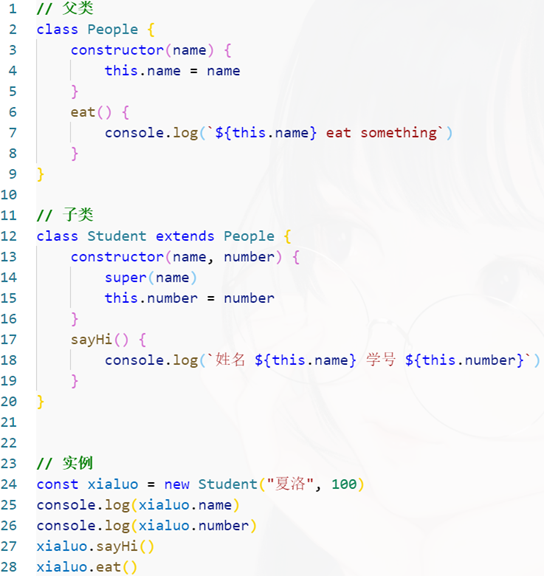 1 // 父类
2 class People {
3 constructor(name) {
4 this.name = name
5 }
6 eat() {
7 console.log(`${this.name} eat something`)
8 }
9 }
10
11 // 子类
12 class Student extends People {
13 constructor(name, number) {
14 super(name)
15 this.number = number
16 }
17 sayHi() {
18 console.log(`姓名 ${this.name} 学号 ${this.number}`)
19 }
20 }
21
22
23 // 实例
24 const xialuo = new Student("夏洛", 100)
25 console.log(xialuo.name)
26 console.log(xialuo.number)
27 xialuo.sayHi()
28 xialuo.eat()